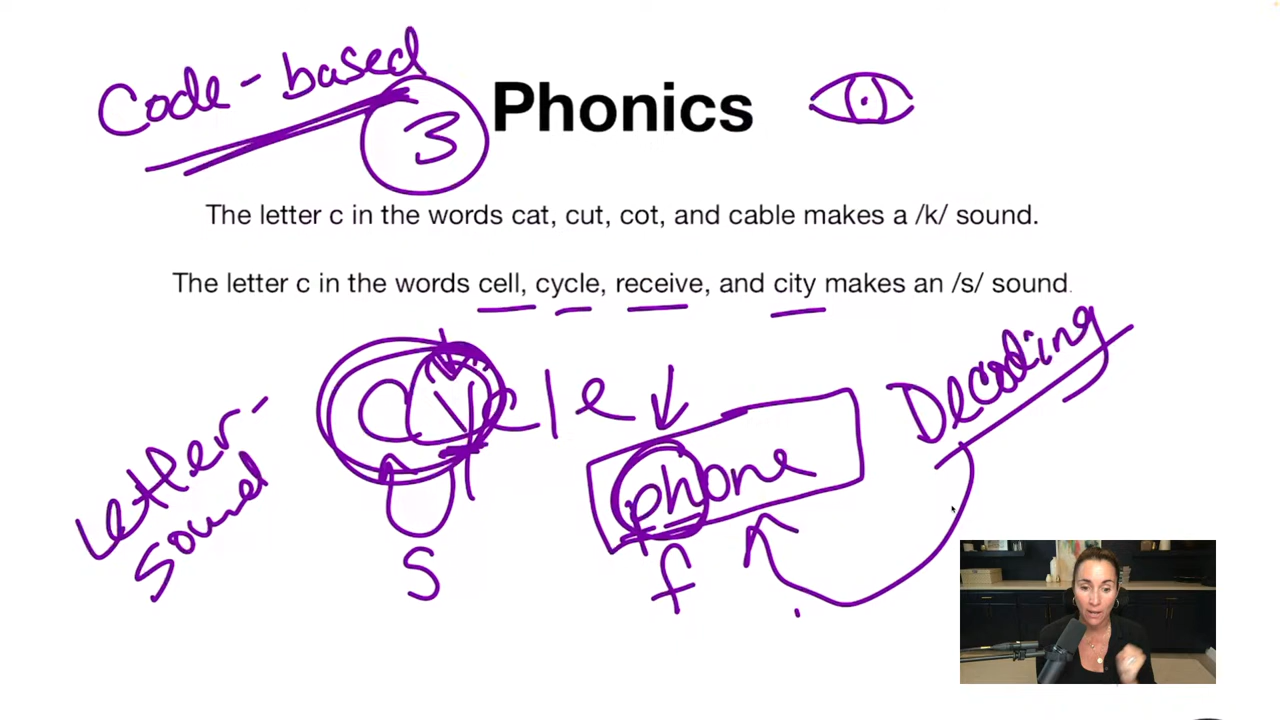 Code-based
3
Phonics
The letter c in the words cat, cut, cot, and cable makes a /k/ sound.
The letter c in the words cell, cycle, receive, and city makes an /s/ sound.
Letter-
sound
Cycle
S
phone
f
Decoding